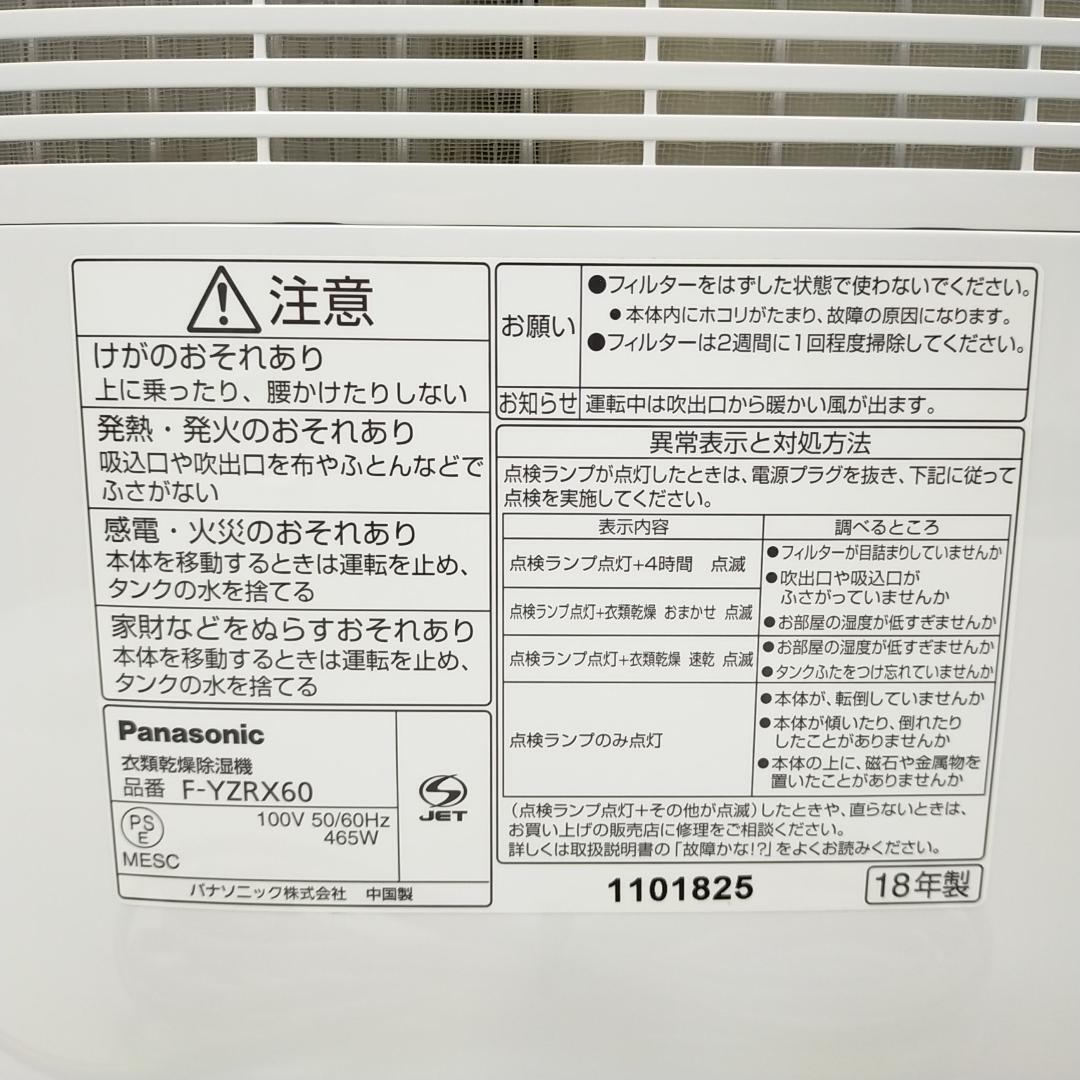 注意
けがのおそれあり
上に乗ったり、腰かけたりしない
発熱・発火のおそれあり
吸込口や吹出口を布やふとんなどで
ふさがない
感電・火災のおそれあり
本体を移動するときは運転を止め、
タンクの水を捨てる
家財などをぬらすおそれあり
本体を移動するときは運転を止め、
タンクの水を捨てる
Panasonic
衣類乾燥除湿機
品番 F-YZRX60
PS
E
MESC
100V 50/60Hz
465W
JET
パナソニック株式会社 中国製
お願い
●フィルターをはずした状態で使わないでください。
●本体内にホコリがたまり、故障の原因になります。
●フィルターは2週間に1回程度掃除してください。
お知らせ 運転中は吹出口から暖かい風が出ます。
異常表示と対処方法
点検ランプが点灯したときは、電源プラグを抜き、下記に従って
点検を実施してください。
表示内容 調べるところ
点検ランプ点灯+4時間 点滅
点検ランプ点灯+衣類乾燥 おまかせ 点滅
●フィルターが目詰まりしていませんか
●吹出口や吸込口が
ふさがっていませんか
●お部屋の湿度が低すぎませんか
点検ランプ点灯+衣類乾燥 速乾 点滅
●お部屋の湿度が低すぎませんか
●タンクふたをつけ忘れていませんか
点検ランプのみ点灯
●本体が、転倒していませんか
●本体が傾いたり、倒れたり
したことがありませんか
●本体の上に、磁石や金属物を
置いたことがありませんか
(点検ランプ点灯+その他が点滅)したときや、直らないときは、
お買い上げの販売店に修理をご相談ください。
詳しくは取扱説明書の「故障かな!?」をよくお読みください。
1101825
18年製